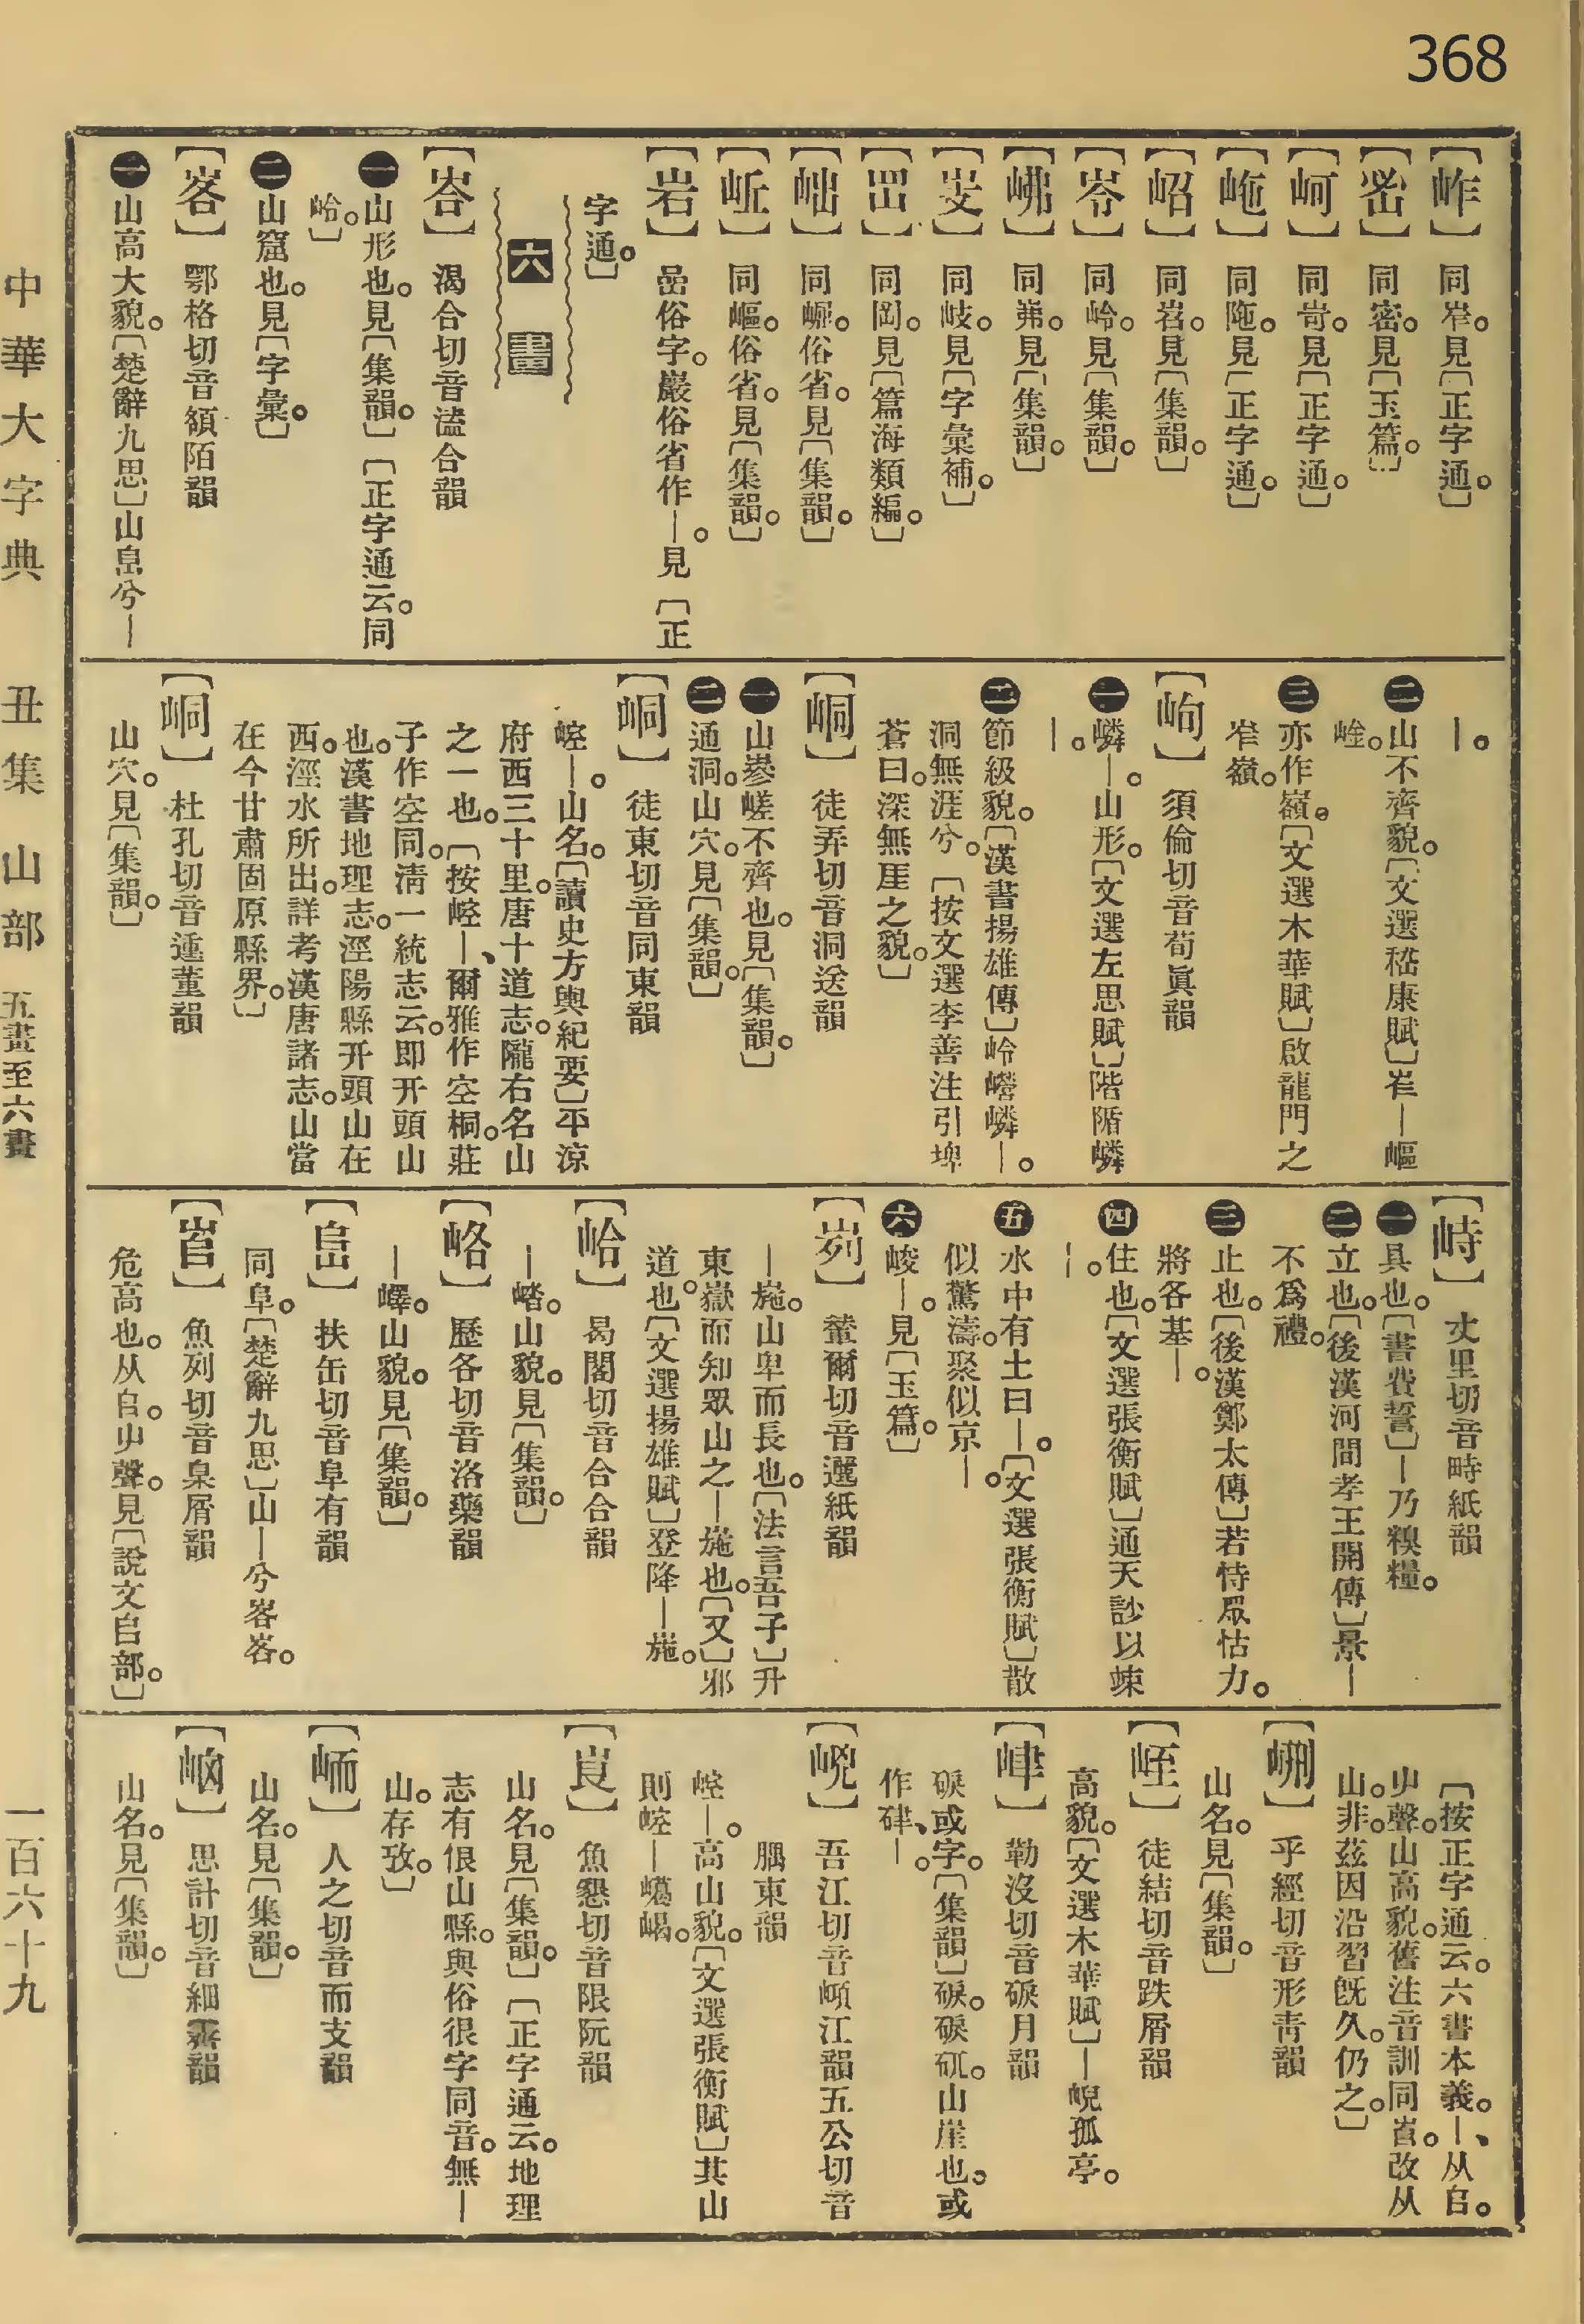 368
【岝】同岞。見【正字通。】
【密】同密。見【玉篇。】
【岢】同岢。見【正字通。】
【岮】同陁。見【正字通。】
【岹】同岧。見【集韻。】
【岺】同岭。見【集韻。】
【岪】同岪。見【集韻。】
【㞿】同岐。見【字彙補。】
【罡】同岡。見【篇海類編。】
【岰】同崛。俗省。見【集韻。】
【岴】同嶇。俗省。見【集韻。】
【岩】嵒俗字。巖俗省作｜。見【正
字通。】
六畫
【峇】渴合切音溘合韻
㊀山形也。見【集韻。】【正字通云。同
峆。】
㊁山窟也。見【字彙。】
【峉】鄂格切音額陌韻
㊀山高大貌。【楚辭九思】山峊兮｜
｜。
㊁山不齊貌。【文選嵇康賦】岝｜嶇
崯。
㊂亦作嶺。【文選木華賦】啟龍門之
岝嶺。
【峋】須倫切音荀眞韻
㊀嶙｜。山形。【文選左思賦】階陏嶙
｜。
㊁節級貌。【漢書揚雄傳】岭巆嶙｜。
洞無涯兮。【按文選李善注引埤
蒼曰。深無厓之貌。】
【峒】徒弄切音洞送韻
㊀山嵾嵯不齊也。見【集韻。】
㊁通洞。山穴。見【集韻。】
【峒】徒東切音同東韻
崆｜。山名。【讀史方輿紀要】平涼
府西三十里。唐十道志。隴右名山
之一也。【按崆｜、爾雅作空桐。莊
子作空同。淸一統志云。卽幵頭山
也。漢書地理志。涇陽縣幵頭山在
西。涇水所出。詳考漢唐諸志。山當
在今甘肅固原縣界。】
【峒】杜孔切音運董韻
山穴。見【集韻。】
【峙】丈里切音畤紙韻
㊀具也。【書費誓】｜乃糗糧。
㊁立也。【後漢河間孝王開傳】景｜
不爲禮。
㊂止也。【後漢鄭太傳】若恃眾怙力。
將各棊｜。
㊃住也。【文選張衡賦】通天訬以竦
｜。
㊄水中有土曰｜。【文選張衡賦】散
似驚濤。聚似京｜。
㊅峻｜。見【玉篇。】
【峛】輦爾切音邐紙韻
｜崺。山卑而長也。【法言吾子】升
東嶽而知眾山之｜崺也。【又】邪
道也。【文選揚雄賦】登降｜崺。
【峆】曷閤切音合合韻
｜㟷。山貌。見【集韻。】
【峈】歷各切音洛藥韻
｜嶧。山貌。見【集韻。】
【峊】扶缶切音阜有韻
同阜。【楚辭九思】山｜兮峉峉。
【峕】魚列切音臬屑韻
危高也。从𠂤。屮聲。見【說文𠂤部。】
【按正字通云。六書本義。｜、从𠂤。
屮聲。山高貌。舊注音訓同峕。改从
山。非。茲因沿習旣久。仍之。】
【峢】乎經切音形靑韻
山名。見【集韻。】
【峌】徒結切音跌屑韻
高貌。【文選木華賦】｜㟎孤亭。
【峍】勒沒切音硉月韻
硉或字。【集韻】硉。硉矹。山崖也。或
作硉、｜。
【峣】吾江切音㟅江韻五公切音
䐋東韻
崆｜。高山貌。【文選張衡賦】其山
則崆｜嶱嵑。
【峎】魚懇切音限阮韻
山名。見【集韻。】【正字通云。地理
志有佷山縣。與俗很字同音。無｜
山。存攷。】
【峏】人之切音而支韻
山名。見【集韻。】
【𡶨】思計切音細霽韻
山名。見【集韻。】
中華大字典 丑集 山部 五畫至六畫 一百六十九